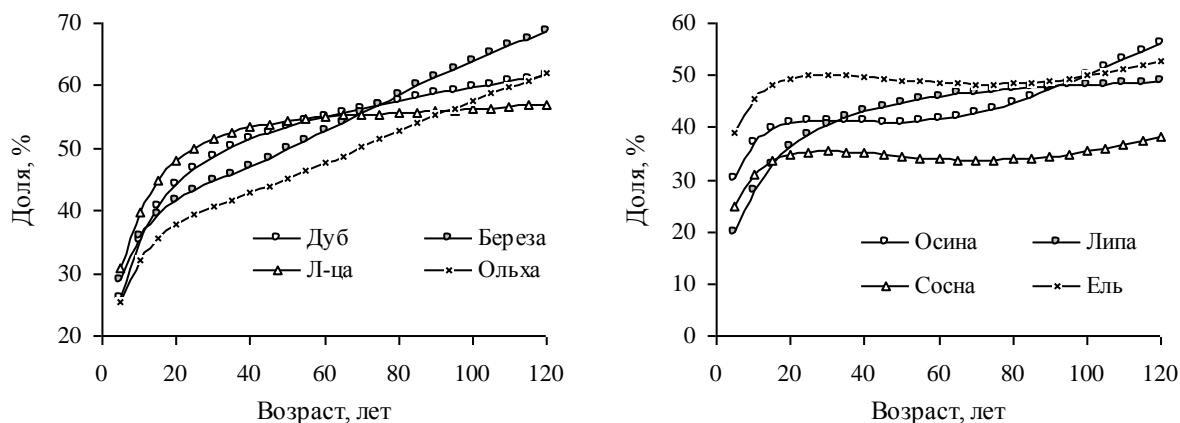 70
60
50
40
30
20
Доля, %
0 20 40 60 80 100 120
Возраст, лет
Дуб Береза
Л-ца Ольха
60
50
40
30
20
10
0
Доля, %
0 20 40 60 80 100 120
Возраст, лет
Осина Липа
Сосна Ель